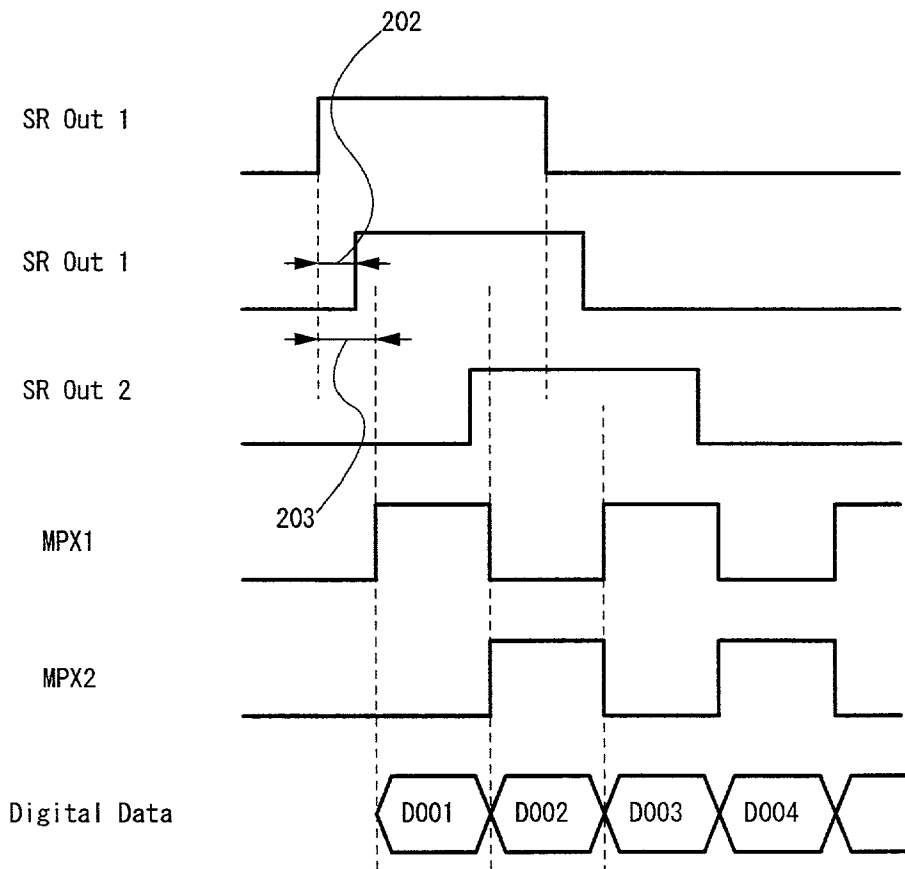 202
SR Out 1
SR Out 1
SR Out 2
203
MPX1
MPX2
Digital Data
D001
D002
D003
D004